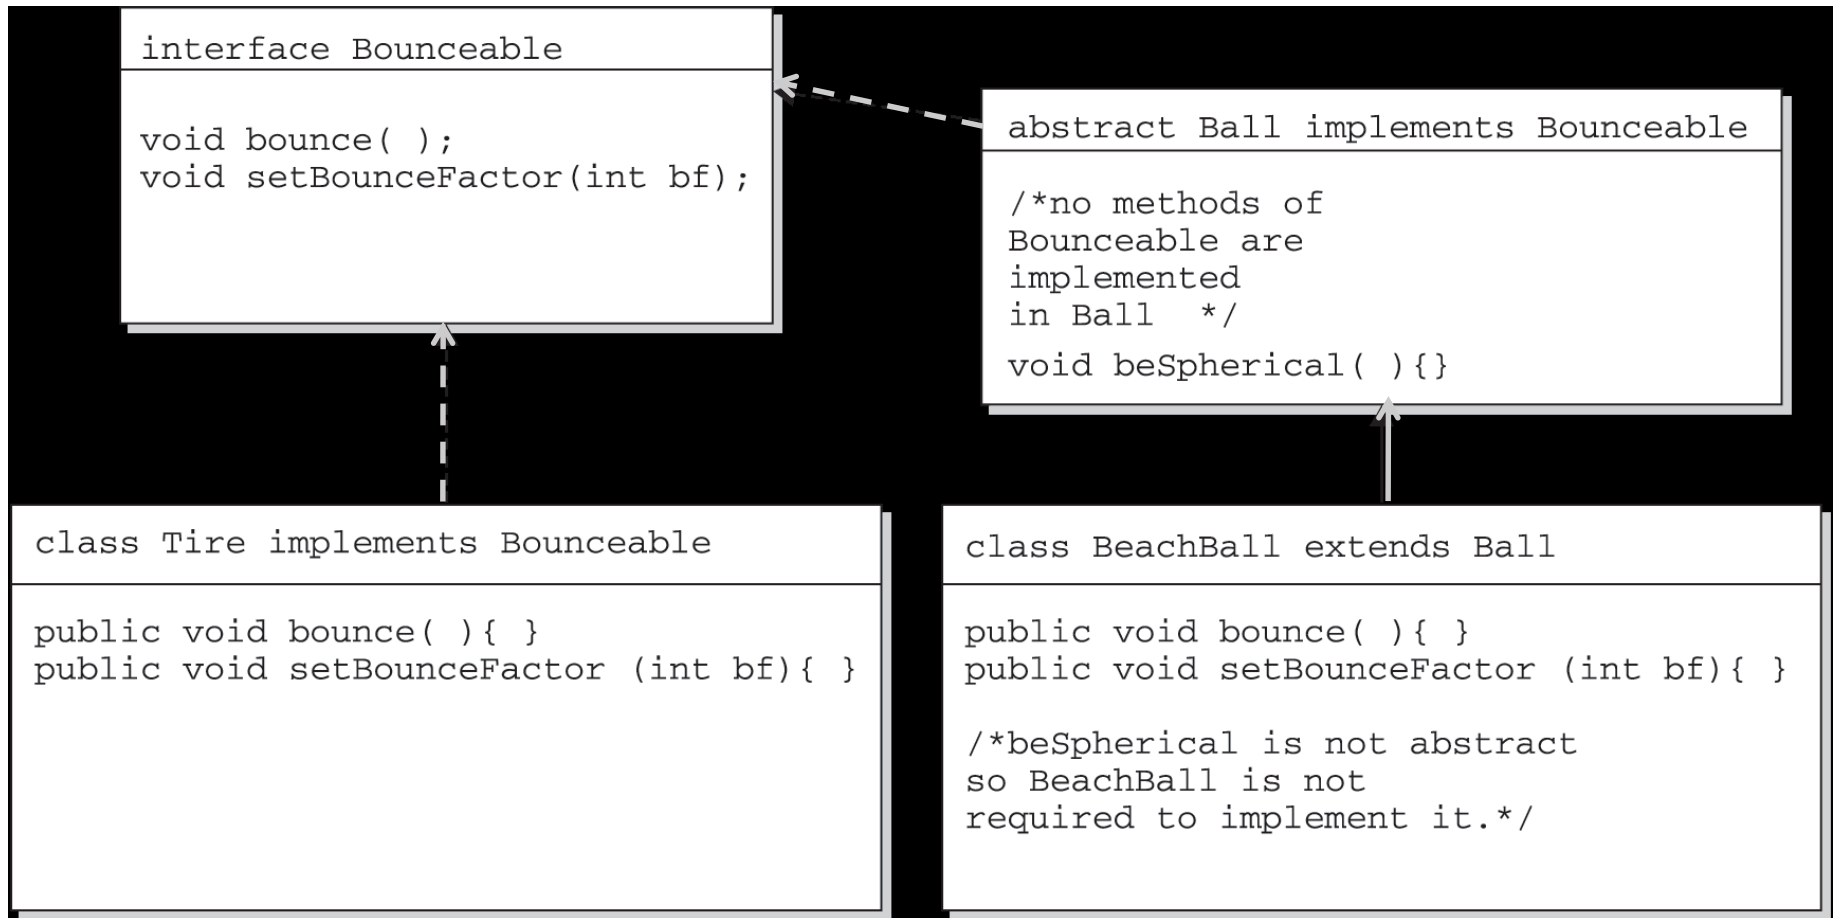 interface Bounceable
void bounce( );
void setBounceFactor(int bf);
abstract Ball implements Bounceable
/*no methods of
Bounceable are
implemented
in Ball  */
void beSpherical( ){}
class Tire implements Bounceable
public void bounce( ){ }
public void setBounceFactor (int bf){ }
class BeachBall extends Ball
public void bounce( ){ }
public void setBounceFactor (int bf){ }
/*beSpherical is not abstract
so BeachBall is not
required to implement it.*/